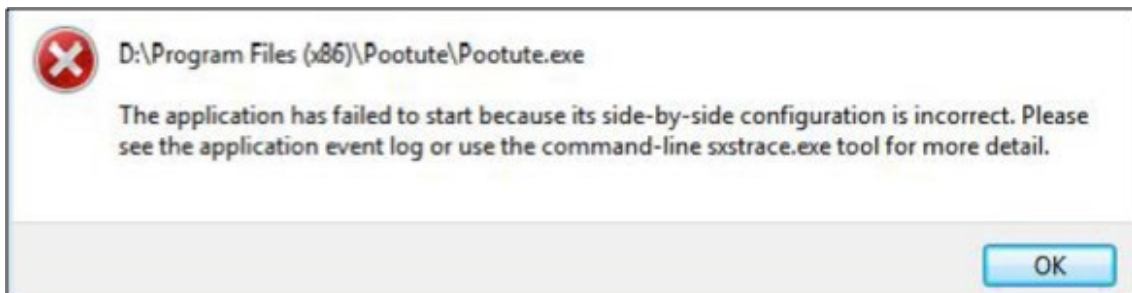 D:\Program Files (x86)\Pootute\Pootute.exe
The application has failed to start because its side-by-side configuration is incorrect. Please
see the application event log or use the command-line sxstrace.exe tool for more detail.
OK